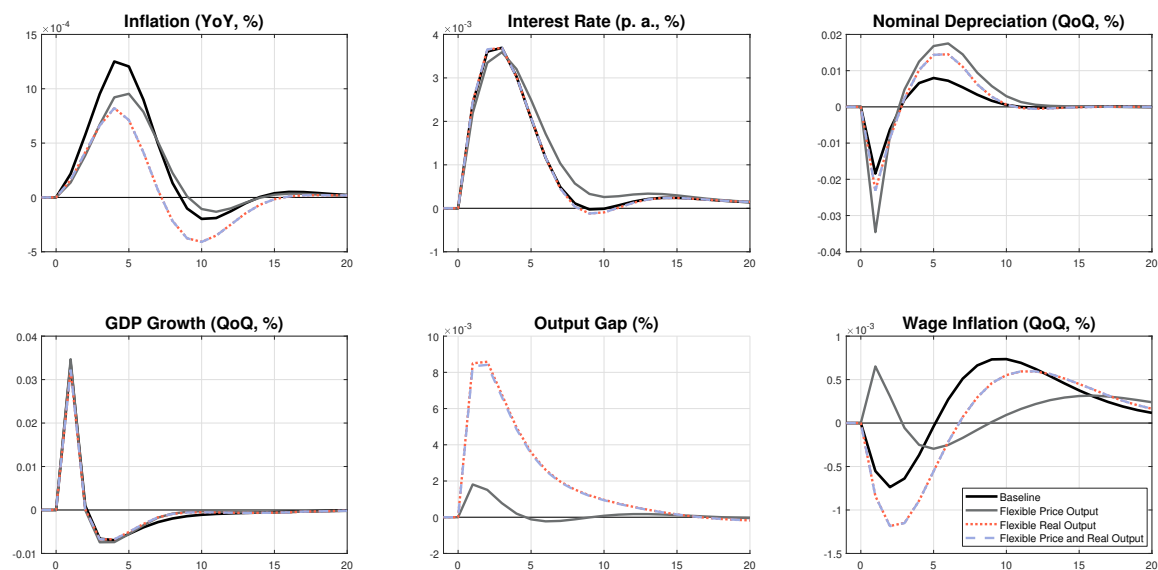 Inflation (YoY, %)
15 ×10⁻⁴
10
5
0
-5
0 5 10 15 20
Interest Rate (p. a., %)
4 ×10⁻³
3
2
1
0
-1
0 5 10 15 20
Nominal Depreciation (QoQ, %)
0.02
0.01
0
-0.01
-0.02
-0.03
-0.04
0 5 10 15 20
GDP Growth (QoQ, %)
0.04
0.03
0.02
0.01
0
-0.01
0 5 10 15 20
Output Gap (%)
10 ×10⁻³
8
6
4
2
0
-2
0 5 10 15 20
Wage Inflation (QoQ, %)
1 ×10⁻³
0.5
0
-0.5
-1
-1.5
0 5 10 15 20
Baseline
Flexible Price Output
Flexible Real Output
Flexible Price and Real Output